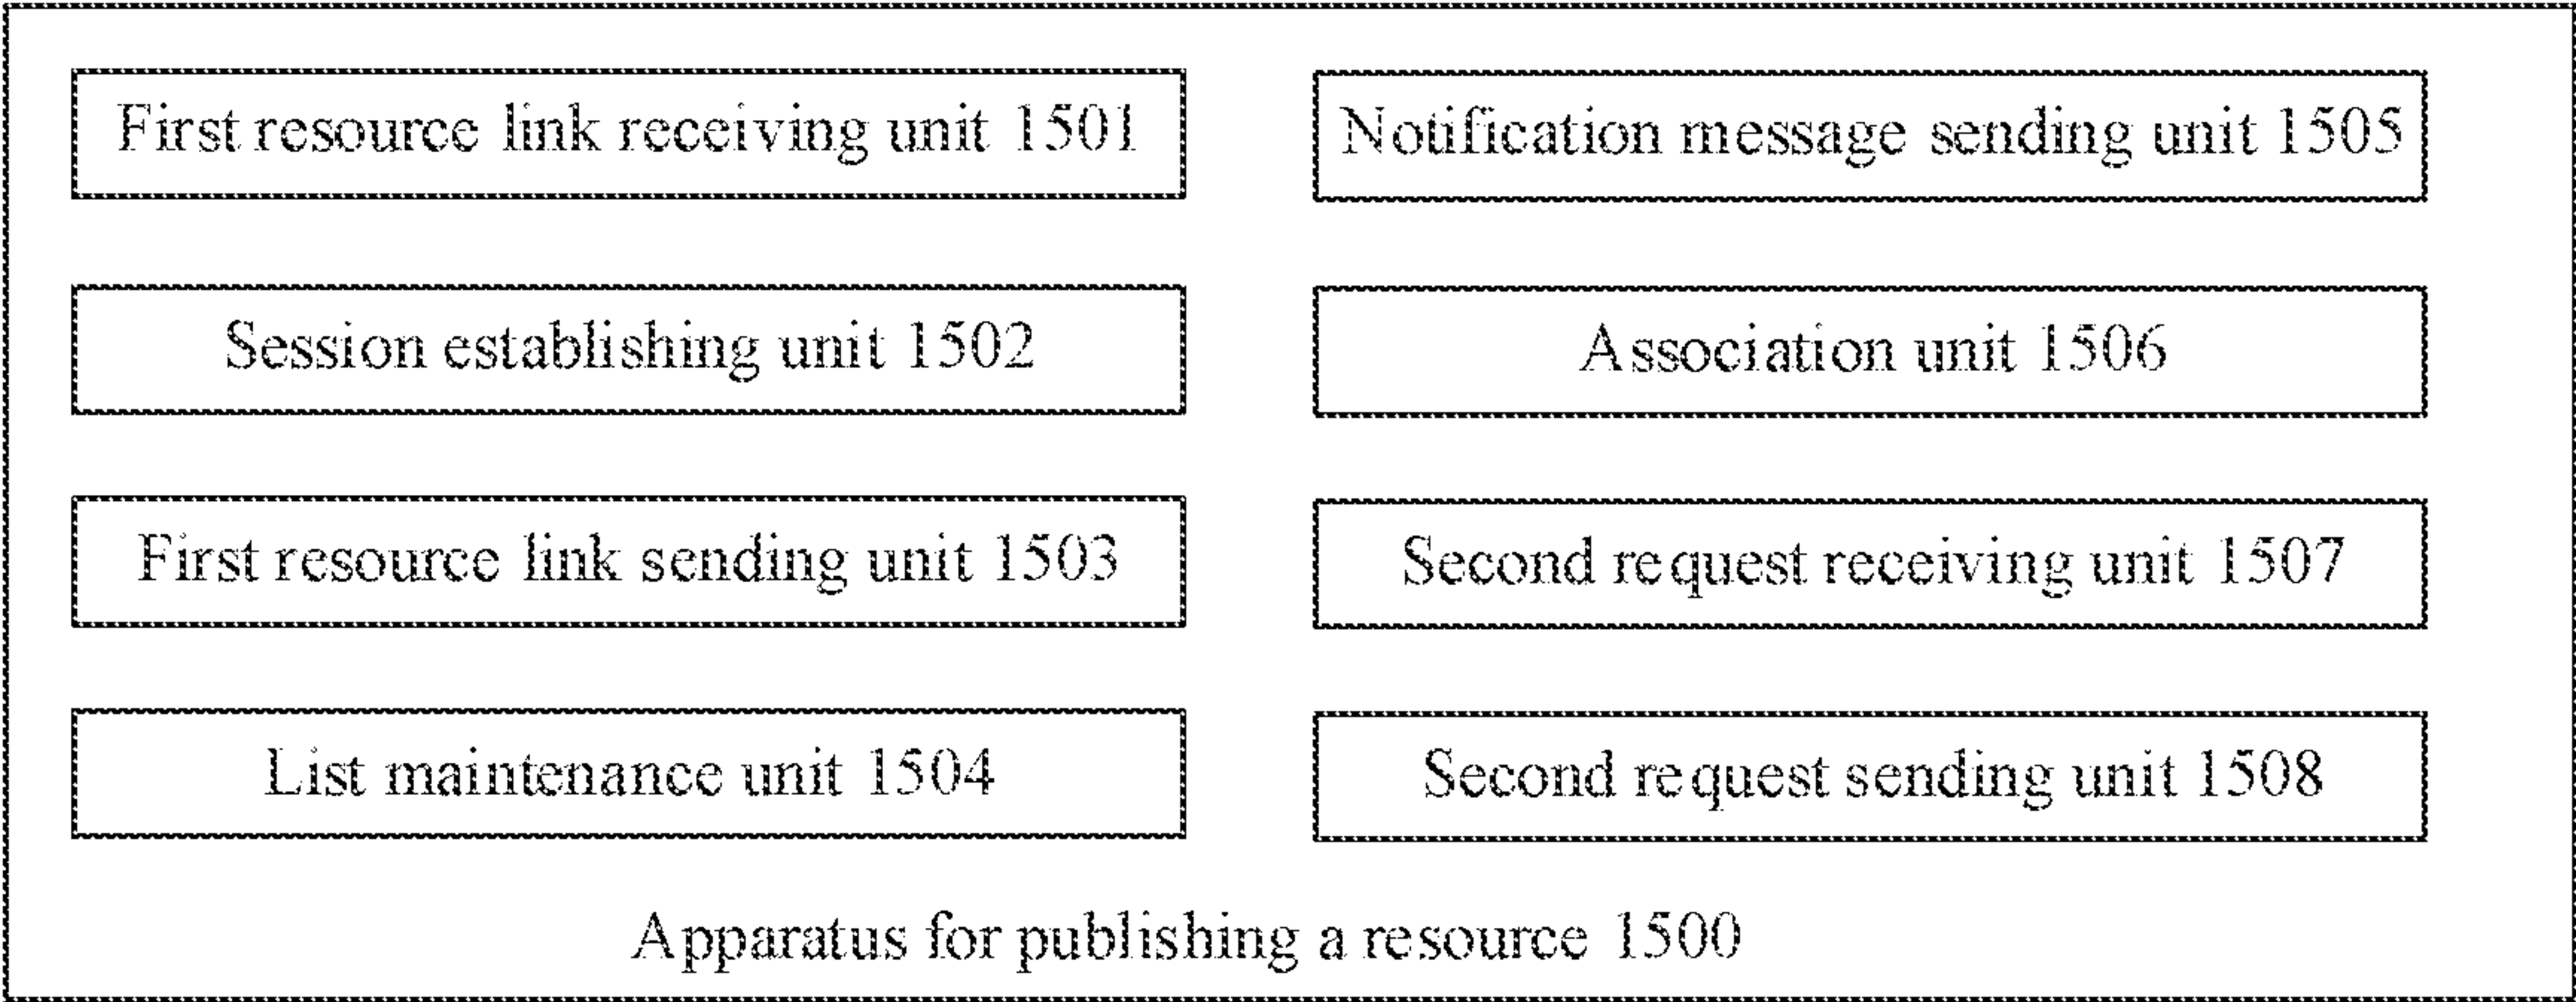 First resource link receiving unit 1501
Session establishing unit 1502
First resource link sending unit 1503
List maintenance unit 1504
Notification message sending unit 1505
Association unit 1506
Second request receiving unit 1507
Second request sending unit 1508
Apparatus for publishing a resource 1500